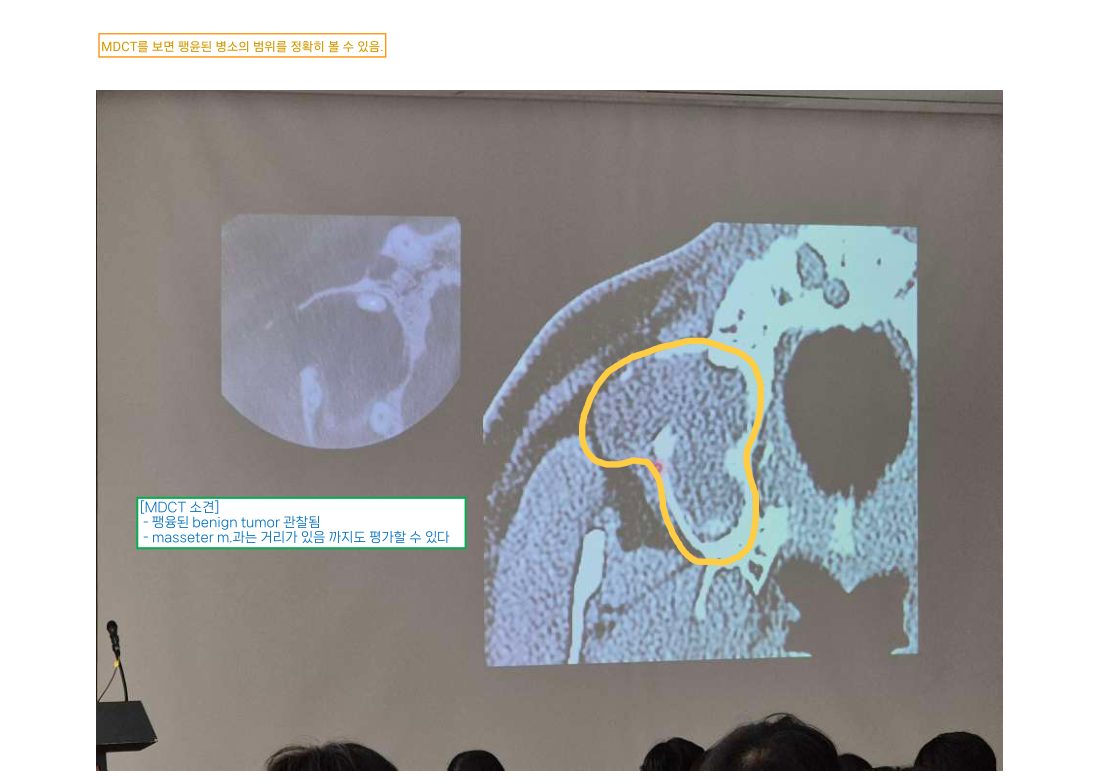 MDCT를 보면 팽윤된 병소의 범위를 정확히 볼 수 있음.
[MDCT 소견]
- 팽융된 benign tumor 관찰됨
- masseter m.과는 거리가 있음 까지도 평가할 수 있다